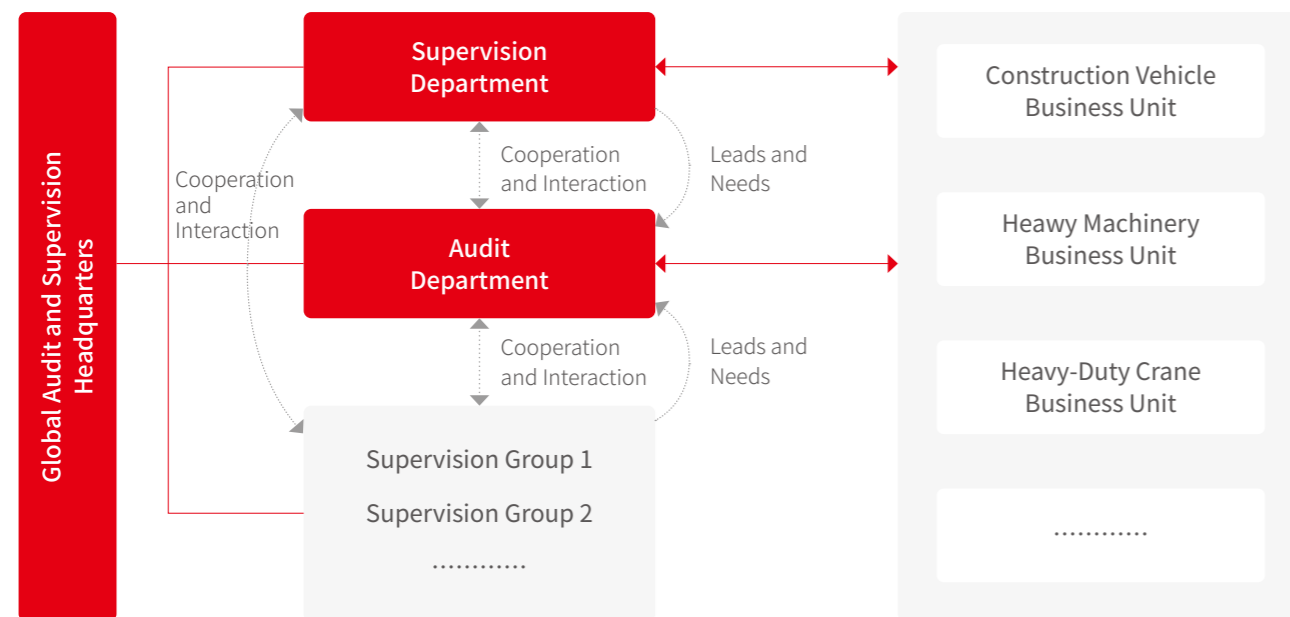 Global Audit and Supervision
Headquarters
Supervision
Department
Cooperation
and
Interaction
Cooperation
and Interaction
Leads and
Needs
Audit
Department
Cooperation
and Interaction
Leads and
Needs
Supervision Group 1
Supervision Group 2
............
Construction Vehicle
Business Unit
Heawy Machinery
Business Unit
Heavy-Duty Crane
Business Unit
............